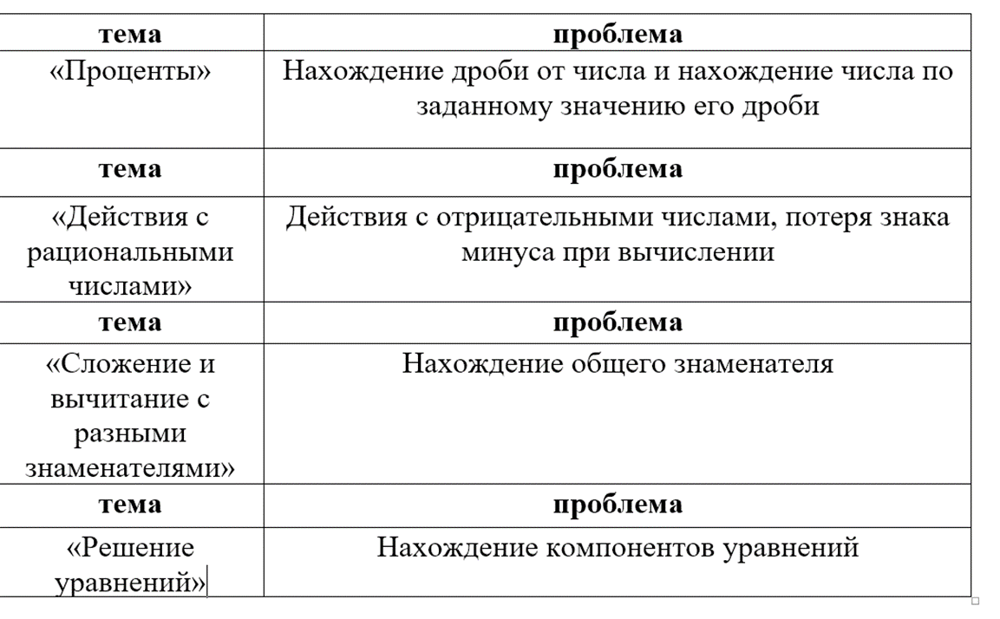 тема
проблема
«Проценты»
Нахождение дроби от числа и нахождение числа по
заданному значению его дроби
тема
проблема
«Действия с
рациональными
числами»
Действия с отрицательными числами, потеря знака
минуса при вычислении
тема
проблема
«Сложение и
вычитание с
разными
знаменателями»
Нахождение общего знаменателя
тема
проблема
«Решение
уравнений»
Нахождение компонентов уравнений